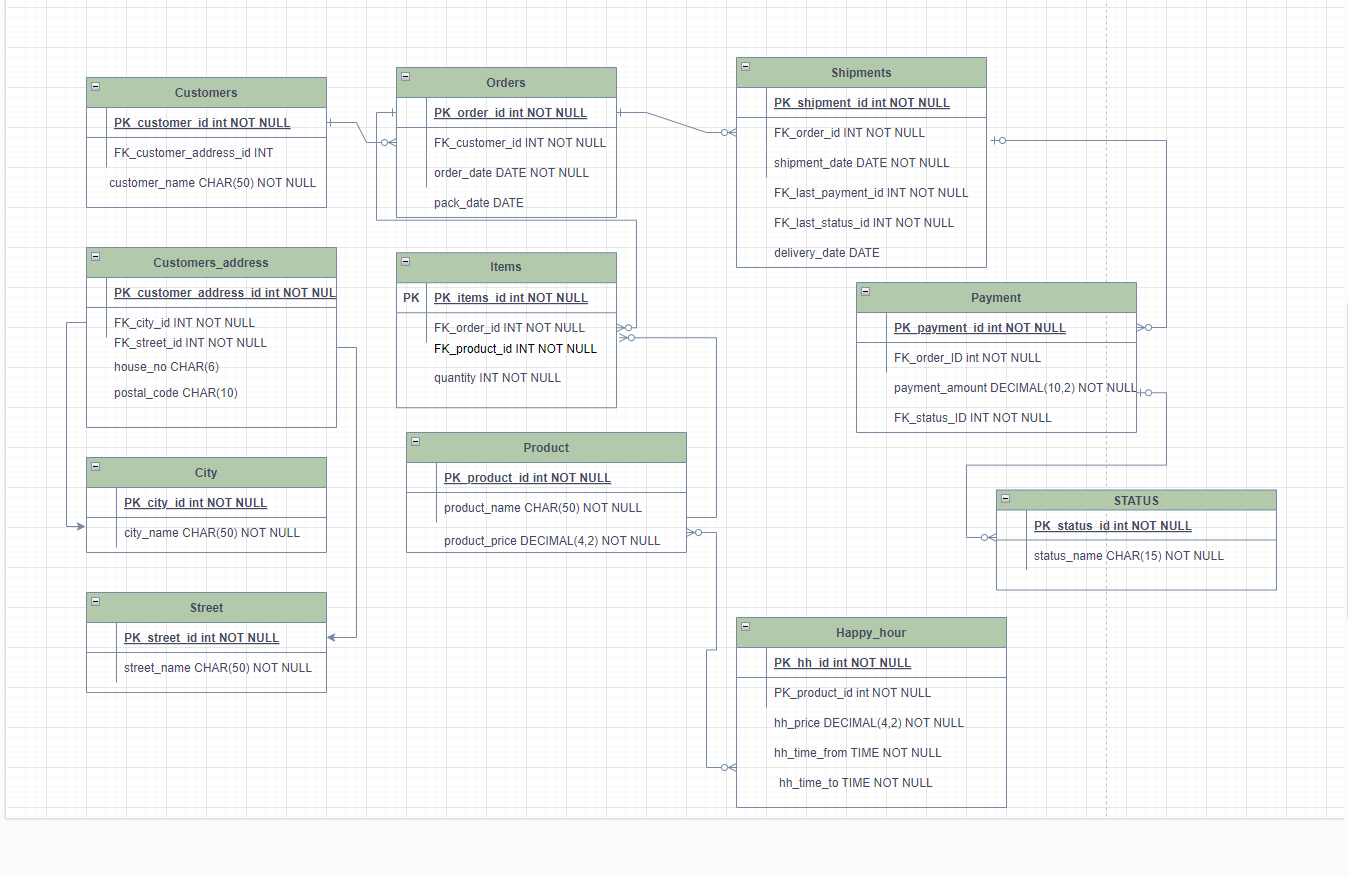 Customers
PK_customer_id int NOT NULL
FK_customer_address_id INT
customer_name CHAR(50) NOT NULL
Orders
PK_order_id int NOT NULL
FK_customer_id INT NOT NULL
order_date DATE NOT NULL
pack_date DATE
Shipments
PK_shipment_id int NOT NULL
FK_order_id INT NOT NULL
shipment_date DATE NOT NULL
FK_last_payment_id INT NOT NULL
FK_last_status_id INT NOT NULL
delivery_date DATE
Customers_address
PK_customer_address_id int NOT NUL
FK_city_id INT NOT NULL
FK_street_id INT NOT NULL
house_no CHAR(6)
postal_code CHAR(10)
Items
PK PK_items_id int NOT NULL
FK_order_id INT NOT NULL
FK_product_id INT NOT NULL
quantity INT NOT NULL
Payment
PK_payment_id int NOT NULL
FK_order_ID int NOT NULL
payment_amount DECIMAL(10,2) NOT NULL
FK_status_ID INT NOT NULL
City
PK_city_id int NOT NULL
city_name CHAR(50) NOT NULL
Product
PK_product_id int NOT NULL
product_name CHAR(50) NOT NULL
product_price DECIMAL(4,2) NOT NULL
STATUS
PK_status_id int NOT NULL
status_name CHAR(15) NOT NULL
Street
PK_street_id int NOT NULL
street_name CHAR(50) NOT NULL
Happy_hour
PK_hh_id int NOT NULL
PK_product_id int NOT NULL
hh_price DECIMAL(4,2) NOT NULL
hh_time_from TIME NOT NULL
hh_time_to TIME NOT NULL